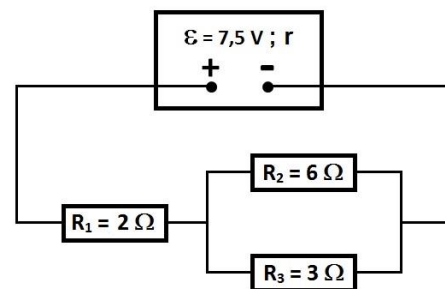 ε = 7,5 V ; r
+ -
R₂ = 6 Ω
R₁ = 2 Ω
R₃ = 3 Ω